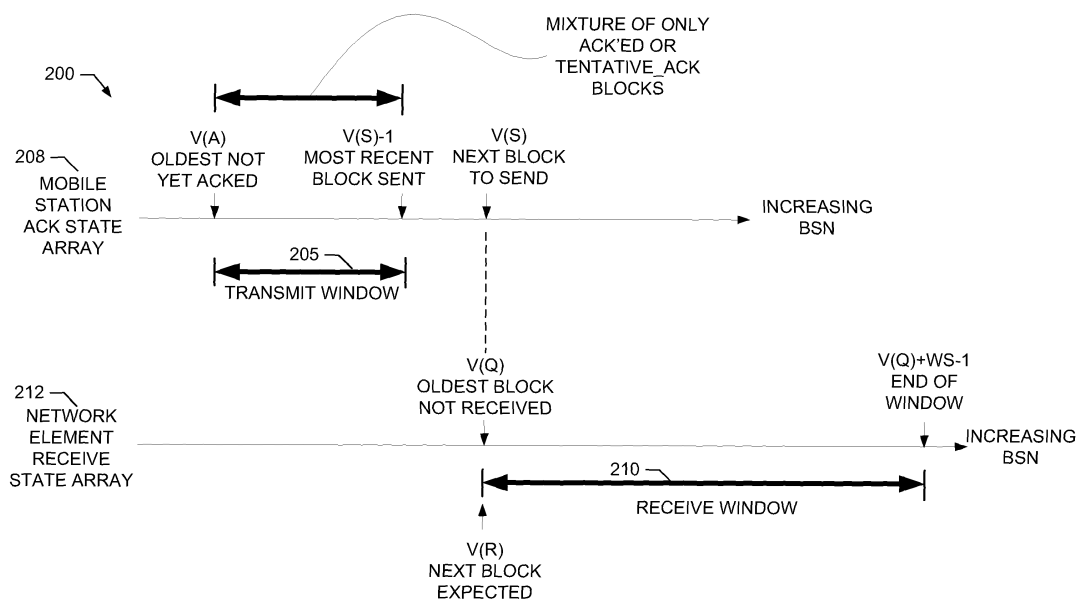 MIXTURE OF ONLY
ACK'ED OR
TENTATIVE_ACK
BLOCKS
200
V(A)
OLDEST NOT
YET ACKED
V(S)-1
MOST RECENT
BLOCK SENT
V(S)
NEXT BLOCK
TO SEND
208
MOBILE
STATION
ACK STATE
ARRAY
INCREASING
BSN
205
TRANSMIT WINDOW
V(Q)
OLDEST BLOCK
NOT RECEIVED
V(Q)+WS-1
END OF
WINDOW
212
NETWORK
ELEMENT
RECEIVE
STATE ARRAY
INCREASING
BSN
210
RECEIVE WINDOW
V(R)
NEXT BLOCK
EXPECTED